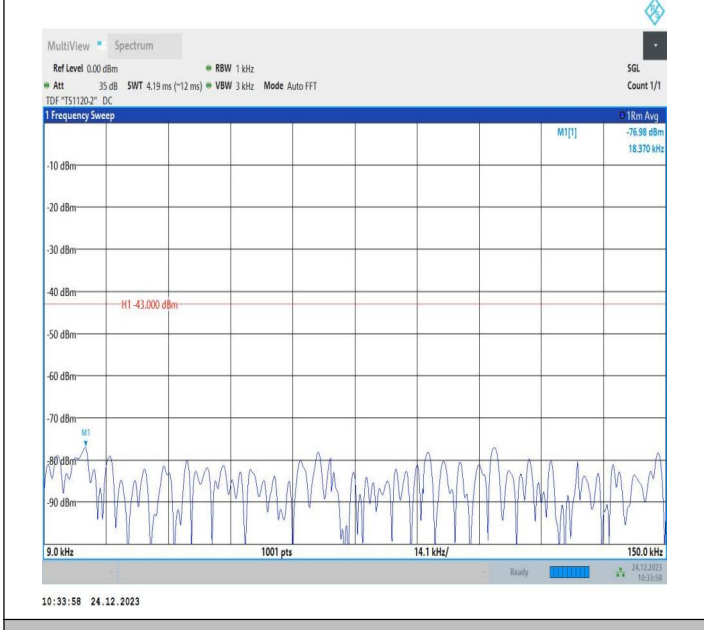 MultiView Spectrum
Ref Level 0.00 dBm RBW 1 kHz SGL
Att 35 dB SWT 4.19 ms (~12 ms) VBW 3 kHz Mode Auto FFT Count 1/1
TDF "TS1120-2" DC
1 Frequency Sweep 1Rm Avg
M1[1] -76.98 dBm
18.370 kHz
-10 dBm
-20 dBm
-30 dBm
-40 dBm
H1 -43.000 dBm
-50 dBm
-60 dBm
-70 dBm
M1
-80 dBm
-90 dBm
9.0 kHz 1001 pts 14.1 kHz/ 150.0 kHz
Ready 24.12.2023
10:33:58
10:33:58 24.12.2023